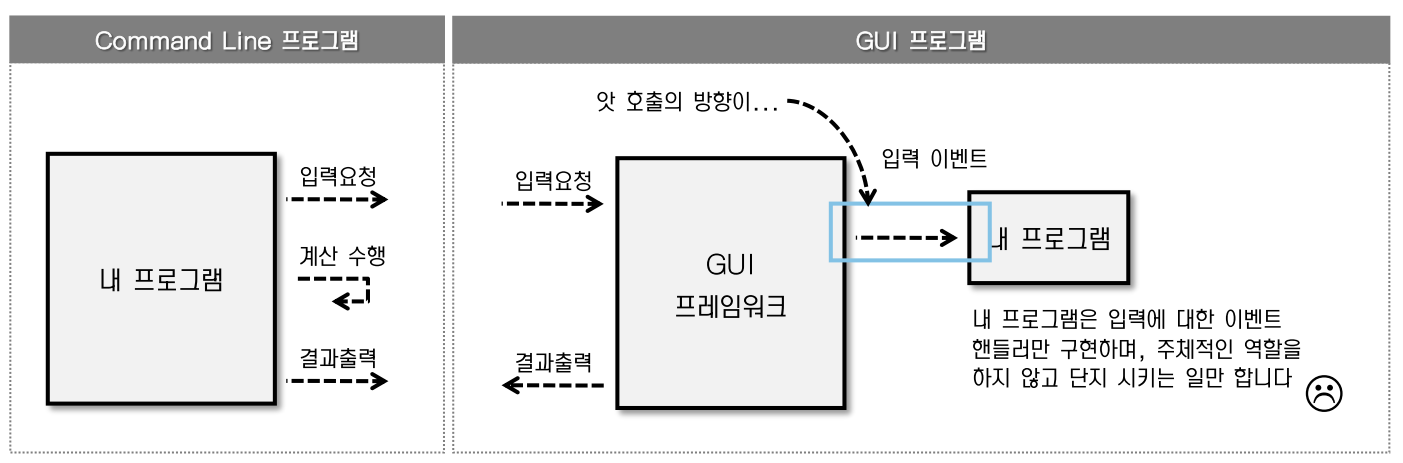 Command Line 프로그램
내 프로그램
입력요청
계산 수행
결과출력
GUI 프로그램
앗 호출의 방향이...
입력 이벤트
입력요청
GUI
프레임워크
결과출력
내 프로그램
내 프로그램은 입력에 대한 이벤트
핸들러만 구현하며, 주체적인 역할을
하지 않고 단지 시키는 일만 합니다